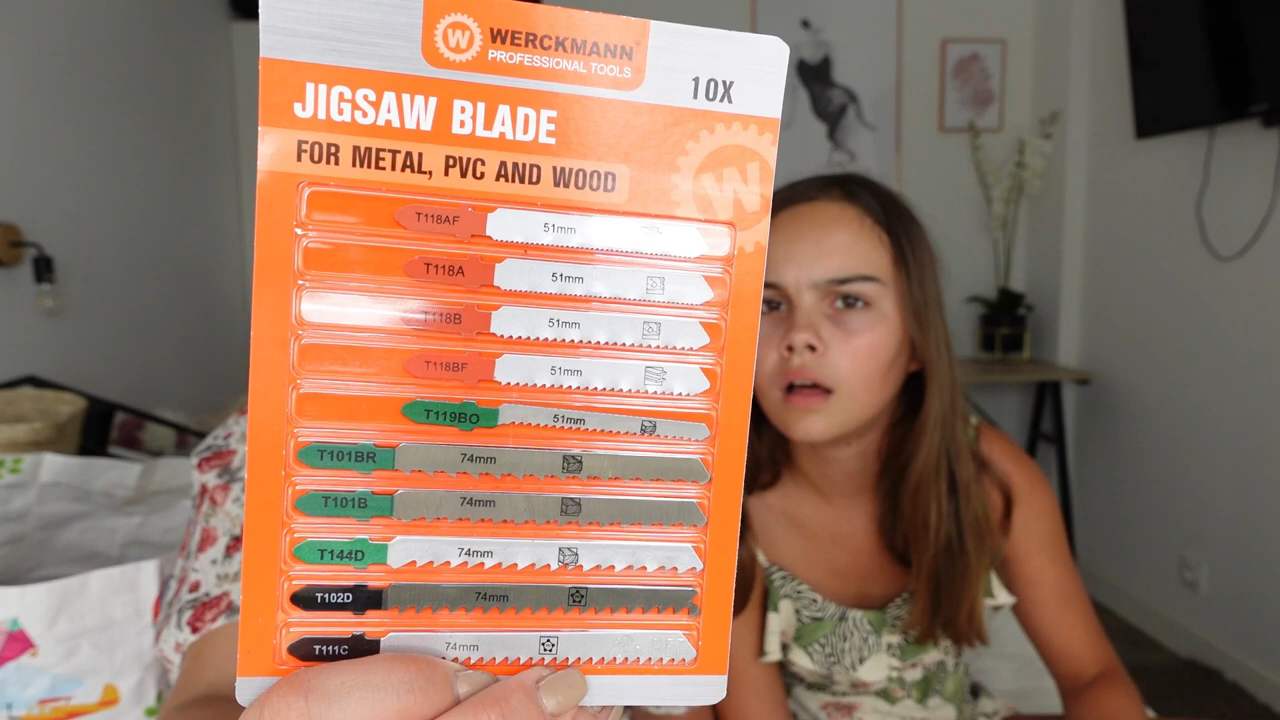 W
WERCKMANN
PROFESSIONAL TOOLS
10X
JIGSAW BLADE
FOR METAL, PVC AND WOOD
W
T118AF 51mm
T118A 51mm
T118B 51mm
T118BF 51mm
T119BO 51mm
T101BR 74mm
T101B 74mm
T144D 74mm
T102D 74mm
T111C 74mm